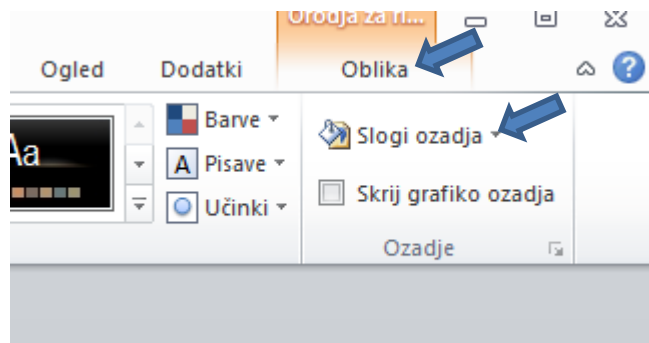 Orodja za ri...
Ogled Dodatki Oblika
Aa
Barve
A Pisave
Učinki
Slogi ozadja
Skrij grafiko ozadja
Ozadje